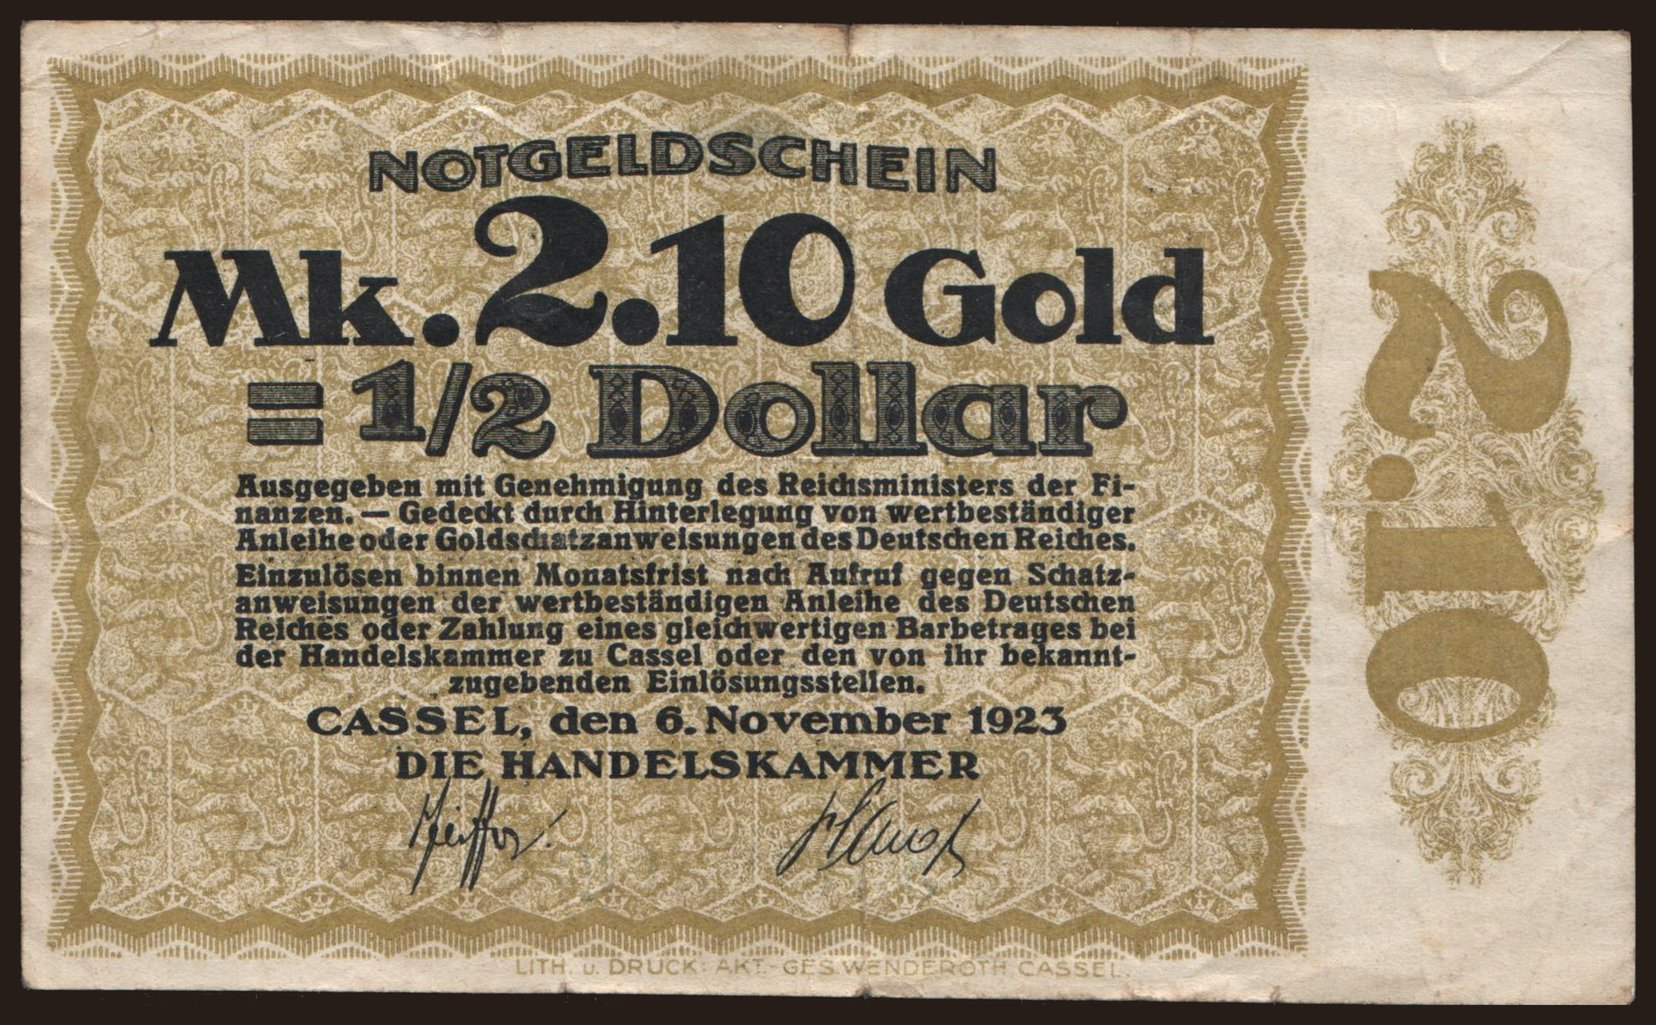 NOTGELDSCHEIN
Mk. 2.10 Gold
= 1/2 Dollar
Ausgegeben mit Genehmigung des Reichsministers der Fi-
nanzen. — Gedeckt durch Hinterlegung von wertbeständiger
Anleihe oder Goldschatzanweisungen des Deutschen Reiches.
Einzulösen binnen Monatsfrist nach Aufruf gegen Schatz-
anweisungen der wertbeständigen Anleihe des Deutschen
Reiches oder Zahlung eines gleichwertigen Barbetrages bei
der Handelskammer zu Cassel oder den von ihr bekannt-
zugebenden Einlösungsstellen.
CASSEL, den 6. November 1923
DIE HANDELSKAMMER
LITH. u. DRUCK: AKT.-GES. WENDEROTH CASSEL.
2.10